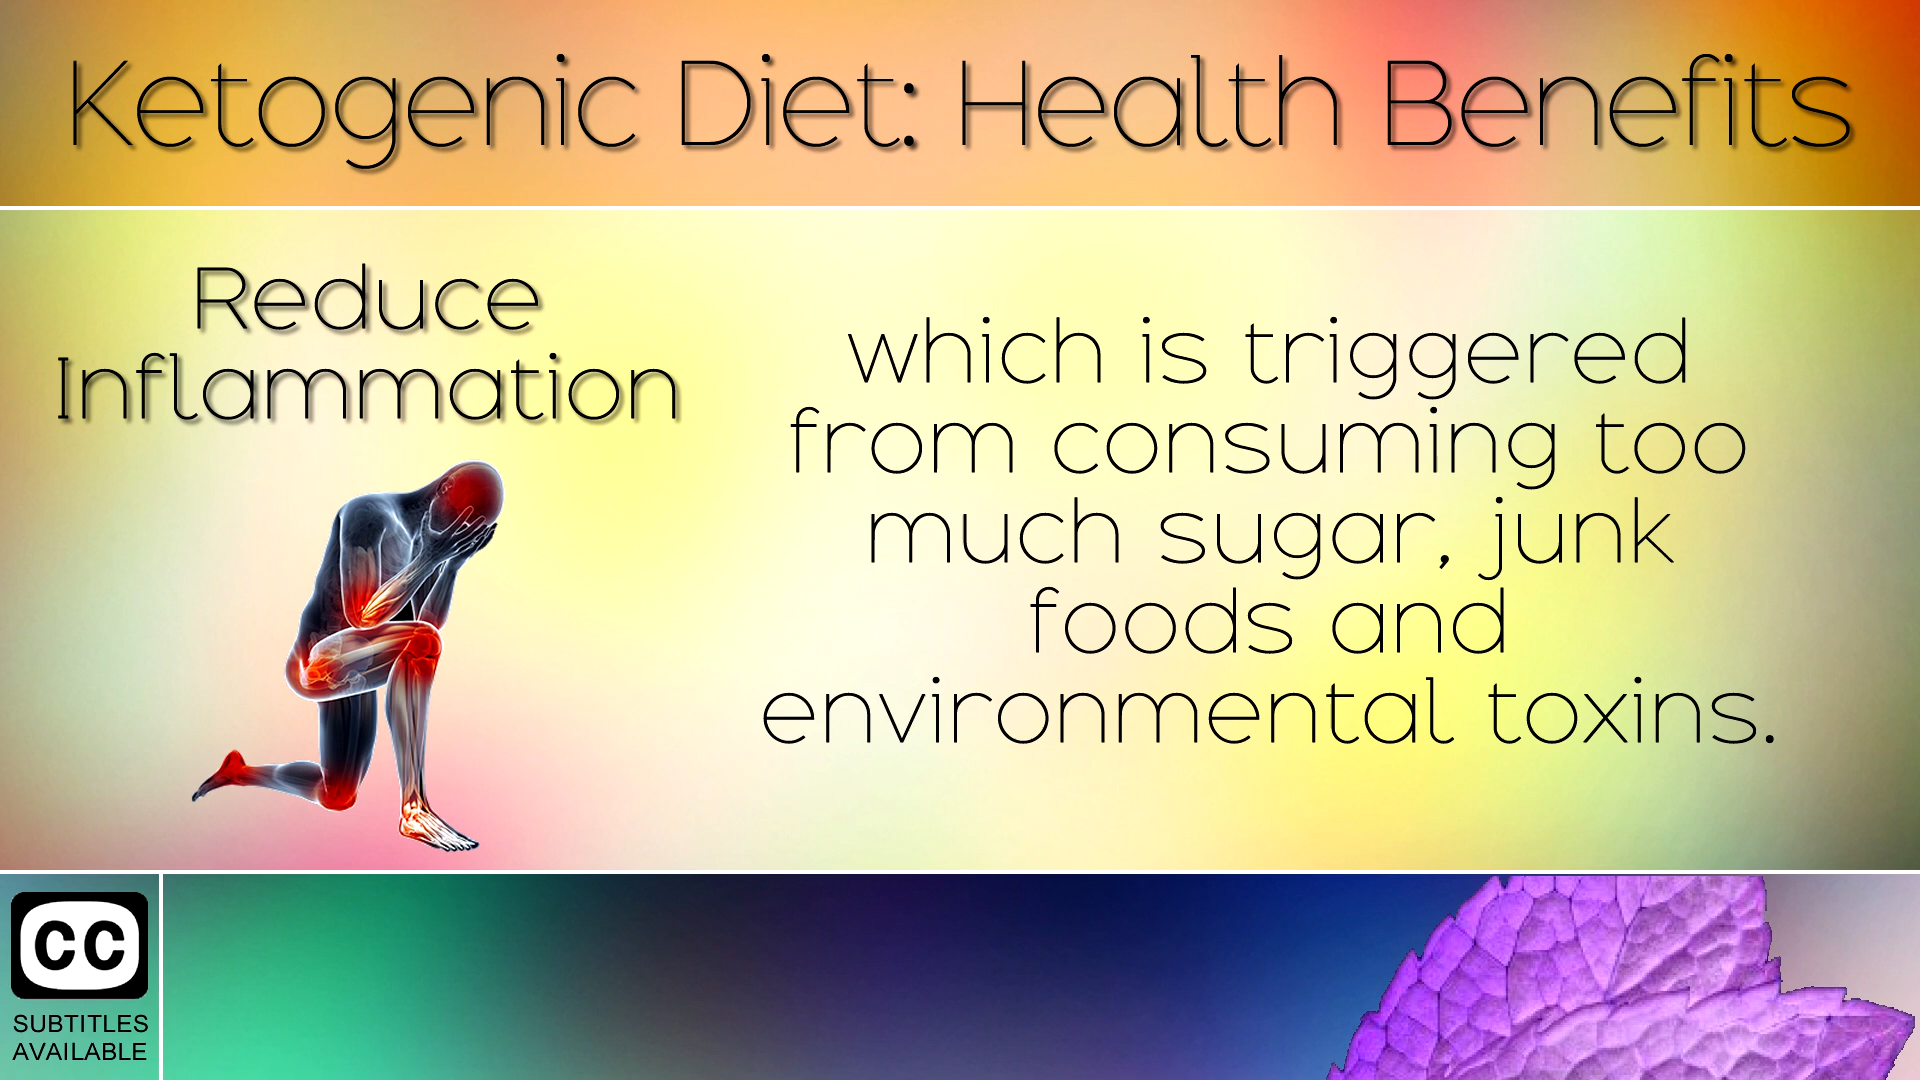 Ketogenic Diet: Health Benefits
Reduce
Inflammation
which is triggered
from consuming too
much sugar, junk
foods and
environmental toxins.
CC
SUBTITLES
AVAILABLE